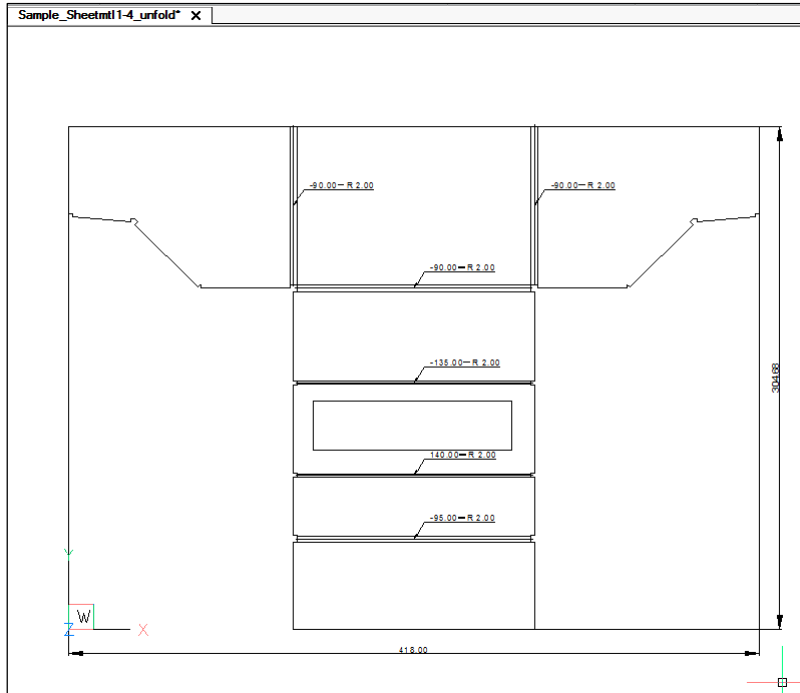 Sample_Sheetmtl1-4_unfold*
-90.00-R 2.00
-90.00-R 2.00
-90.00-R 2.00
-135.00-R 2.00
304.68
140.00-R 2.00
-95.00-R 2.00
Y
W
Z
X
418.00